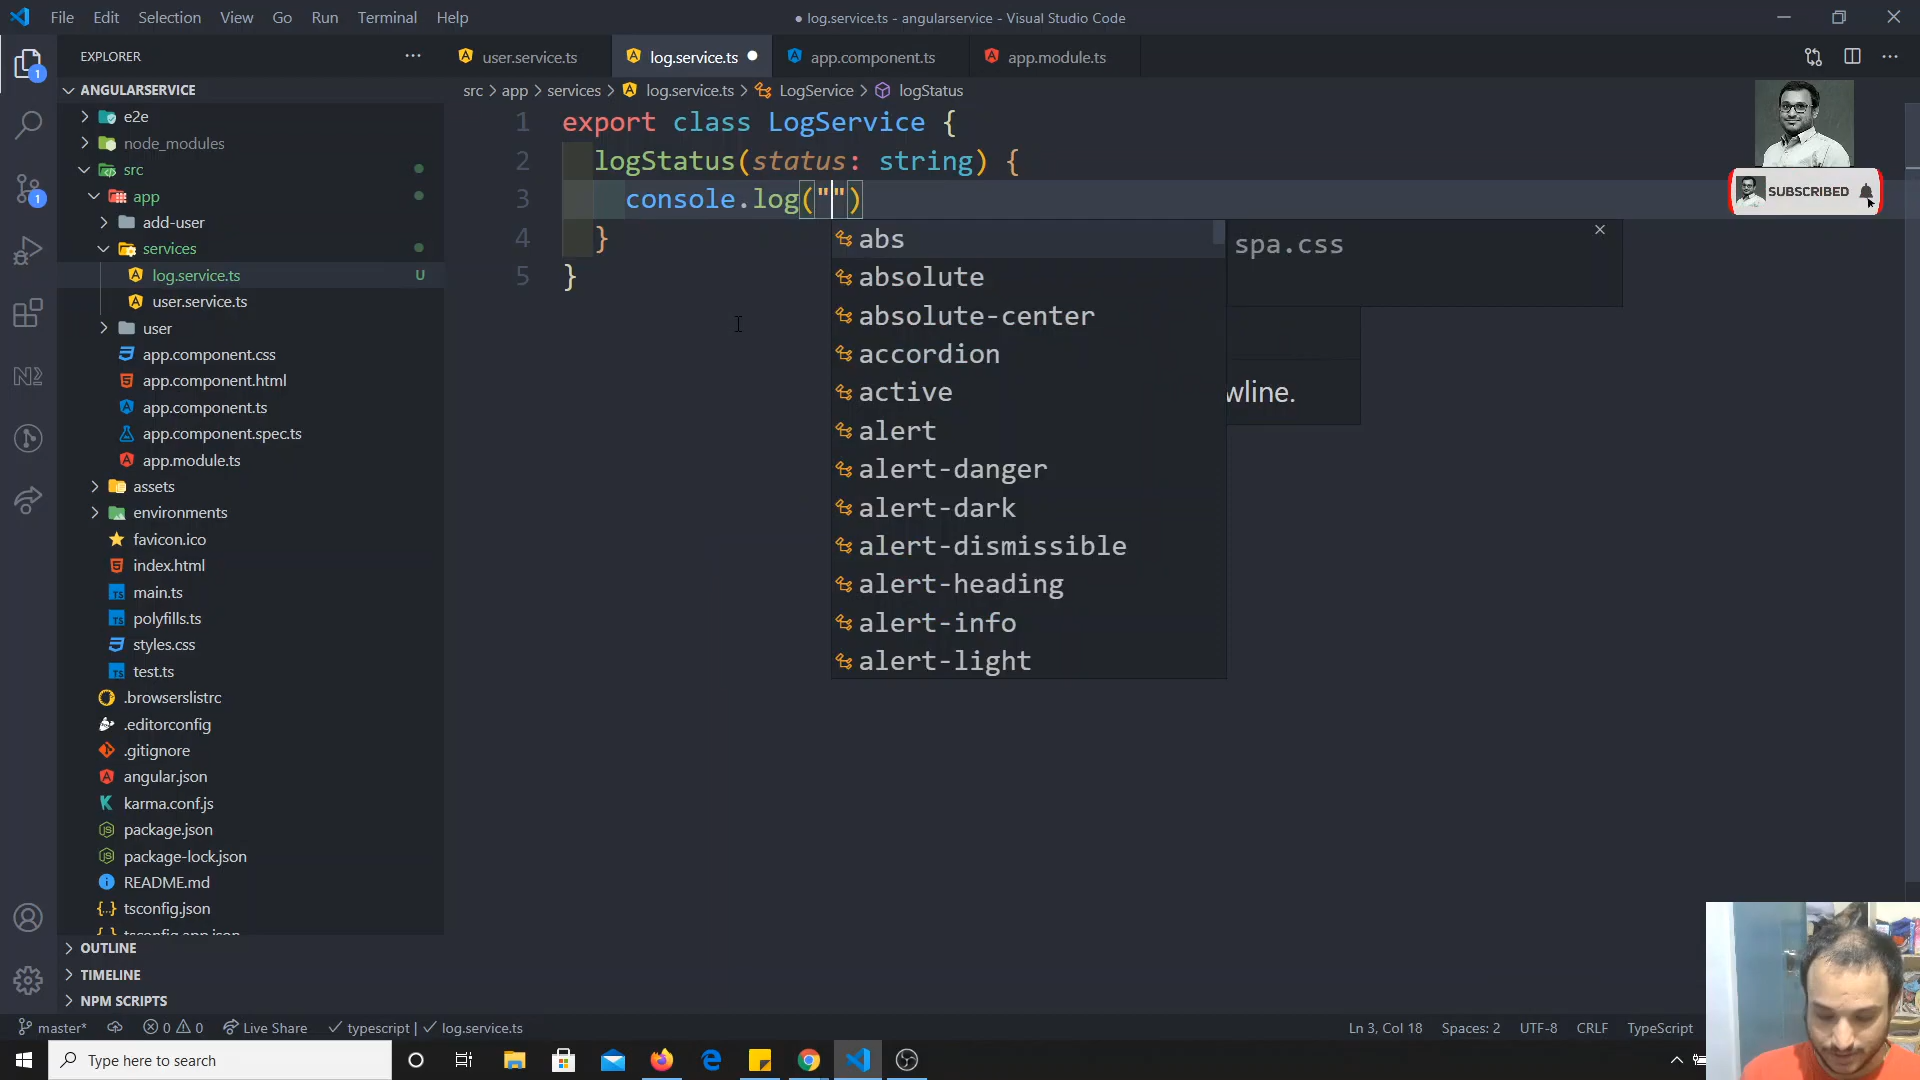 File Edit Selection View Go Run Terminal Help
● log.service.ts - angularservice - Visual Studio Code
EXPLORER
user.service.ts
log.service.ts
app.component.ts
app.module.ts
ANGULARSERVICE
e2e
node_modules
src
app
add-user
services
log.service.ts U
user.service.ts
user
app.component.css
app.component.html
app.component.ts
app.component.spec.ts
app.module.ts
assets
environments
favicon.ico
index.html
main.ts
polyfills.ts
styles.css
test.ts
.browserslistrc
.editorconfig
.gitignore
angular.json
karma.conf.js
package.json
package-lock.json
README.md
tsconfig.json
tsconfig.app.json
OUTLINE
TIMELINE
NPM SCRIPTS
src > app > services > log.service.ts > LogService > logStatus
1 export class LogService {
2 logStatus(status: string) {
3 console.log("")
4 }
5 }
abs
absolute
absolute-center
accordion
active
alert
alert-danger
alert-dark
alert-dismissible
alert-heading
alert-info
alert-light
spa.css
wline.
SUBSCRIBED
master* 0 0 Live Share typescript | log.service.ts
Ln 3, Col 18 Spaces: 2 UTF-8 CRLF TypeScript
Type here to search